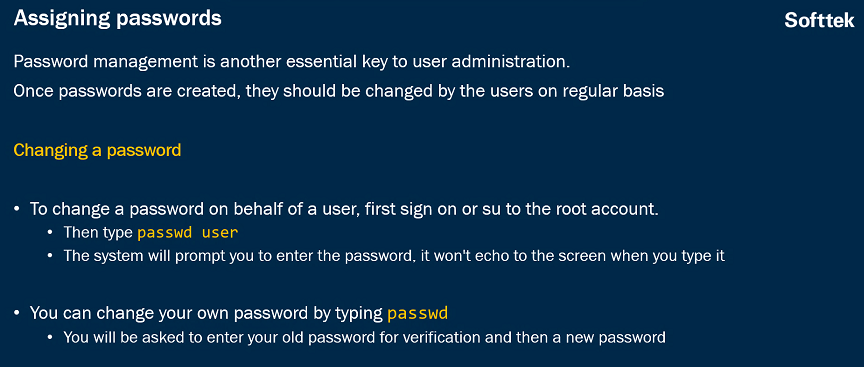 Assigning passwords
Softtek
Password management is another essential key to user administration.
Once passwords are created, they should be changed by the users on regular basis
Changing a password
• To change a password on behalf of a user, first sign on or su to the root account.
• Then type passwd user
• The system will prompt you to enter the password, it won't echo to the screen when you type it
• You can change your own password by typing passwd
• You will be asked to enter your old password for verification and then a new password